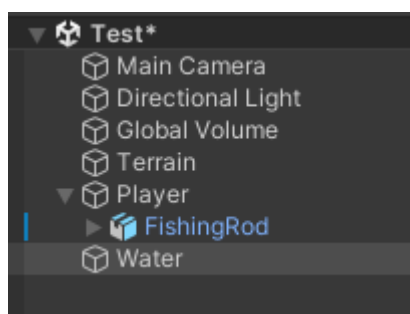 Test*
Main Camera
Directional Light
Global Volume
Terrain
Player
FishingRod
Water